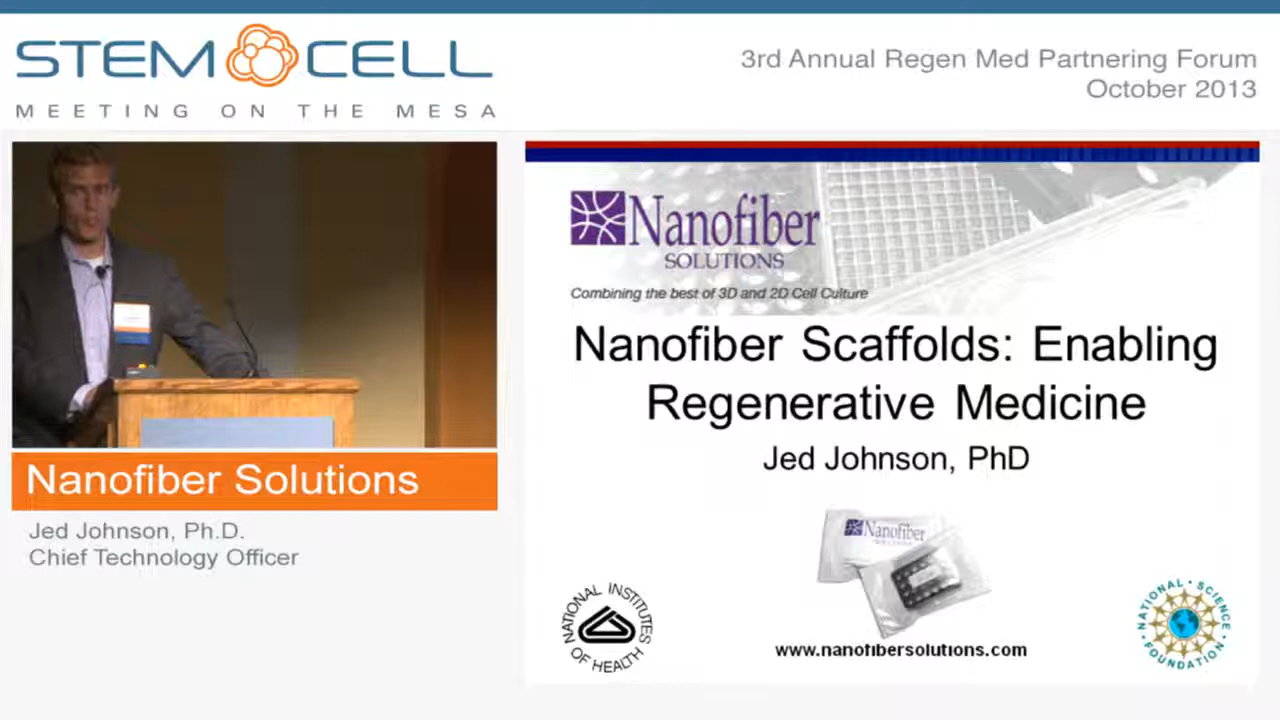 STEM CELL
MEETING ON THE MESA
3rd Annual Regen Med Partnering Forum
October 2013
Nanofiber
SOLUTIONS
Combining the best of 3D and 2D Cell Culture
Nanofiber Scaffolds: Enabling
Regenerative Medicine
Jed Johnson, PhD
Nanofiber Solutions
Jed Johnson, Ph.D.
Chief Technology Officer
Nanofiber
NATIONAL INSTITUTES
OF HEALTH
www.nanofibersolutions.com
NATIONAL SCIENCE
FOUNDATION